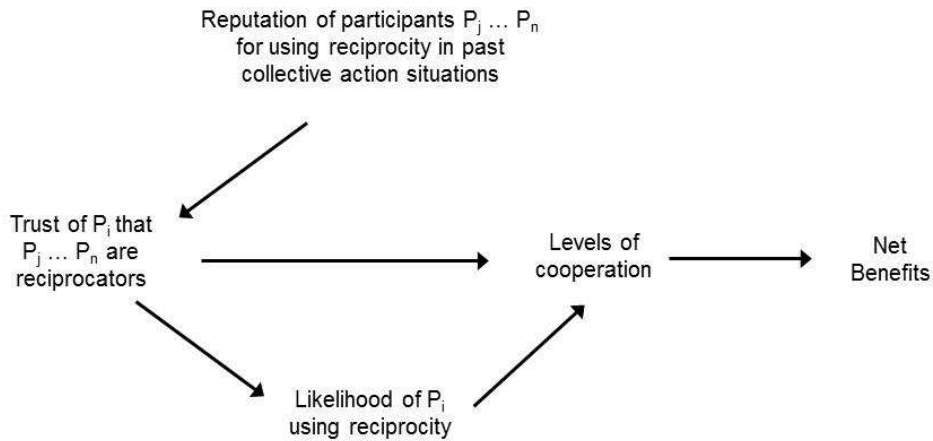 Reputation of participants Pj ... Pn
for using reciprocity in past
collective action situations
Trust of Pi that
Pj ... Pn are
reciprocators
Levels of
cooperation
Net
Benefits
Likelihood of Pi
using reciprocity